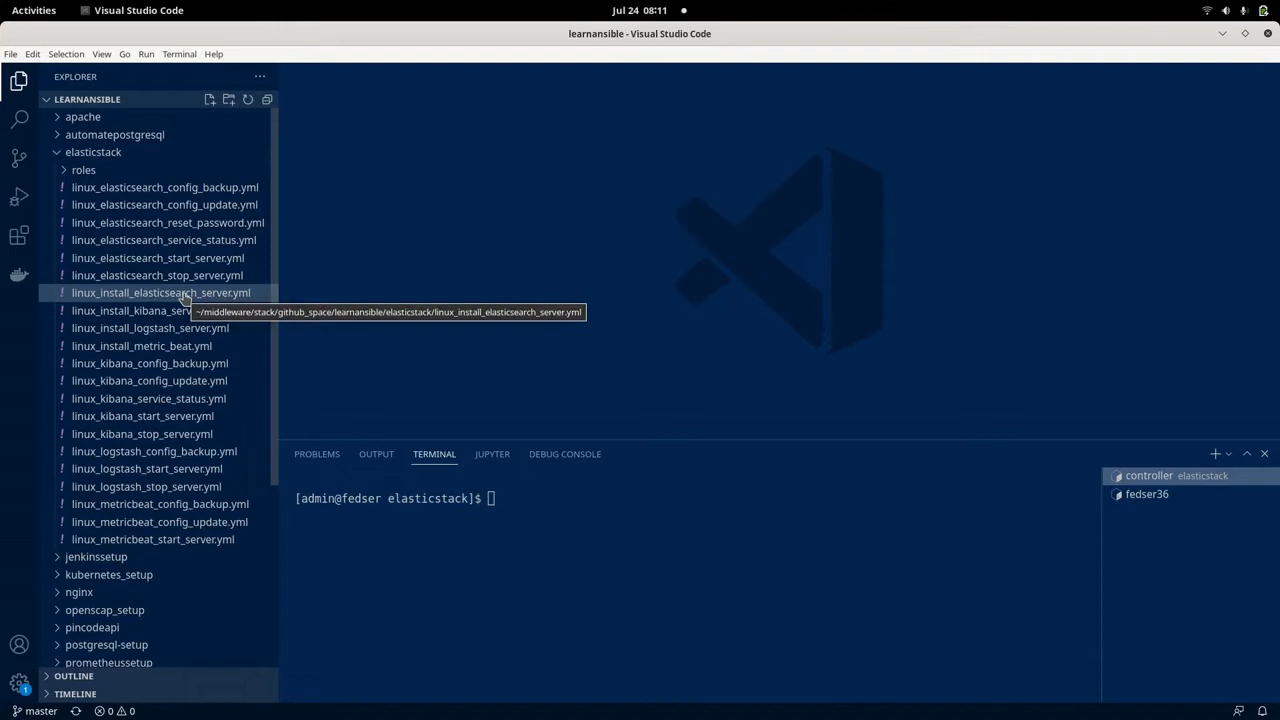 Activities
Visual Studio Code
Jul 24 08:11
learnansible - Visual Studio Code
File Edit Selection View Go Run Terminal Help
EXPLORER
LEARNANSIBLE
apache
automatepostgresql
elasticstack
roles
linux_elasticsearch_config_backup.yml
linux_elasticsearch_config_update.yml
linux_elasticsearch_reset_password.yml
linux_elasticsearch_service_status.yml
linux_elasticsearch_start_server.yml
linux_elasticsearch_stop_server.yml
linux_install_elasticsearch_server.yml
linux_install_kibana_serv
~/middleware/stack/github_space/learnansible/elasticstack/linux_install_elasticsearch_server.yml
linux_install_logstash_server.yml
linux_install_metric_beat.yml
linux_kibana_config_backup.yml
linux_kibana_config_update.yml
linux_kibana_service_status.yml
linux_kibana_start_server.yml
linux_kibana_stop_server.yml
linux_logstash_config_backup.yml
linux_logstash_start_server.yml
linux_logstash_stop_server.yml
linux_metricbeat_config_backup.yml
linux_metricbeat_config_update.yml
linux_metricbeat_start_server.yml
jenkinssetup
kubernetes_setup
nginx
openscap_setup
pincodeapi
postgresql-setup
prometheussetup
OUTLINE
TIMELINE
PROBLEMS OUTPUT TERMINAL JUPYTER DEBUG CONSOLE
[admin@fedser elasticstack]$
controller elasticstack
fedser36
1
master 0 0